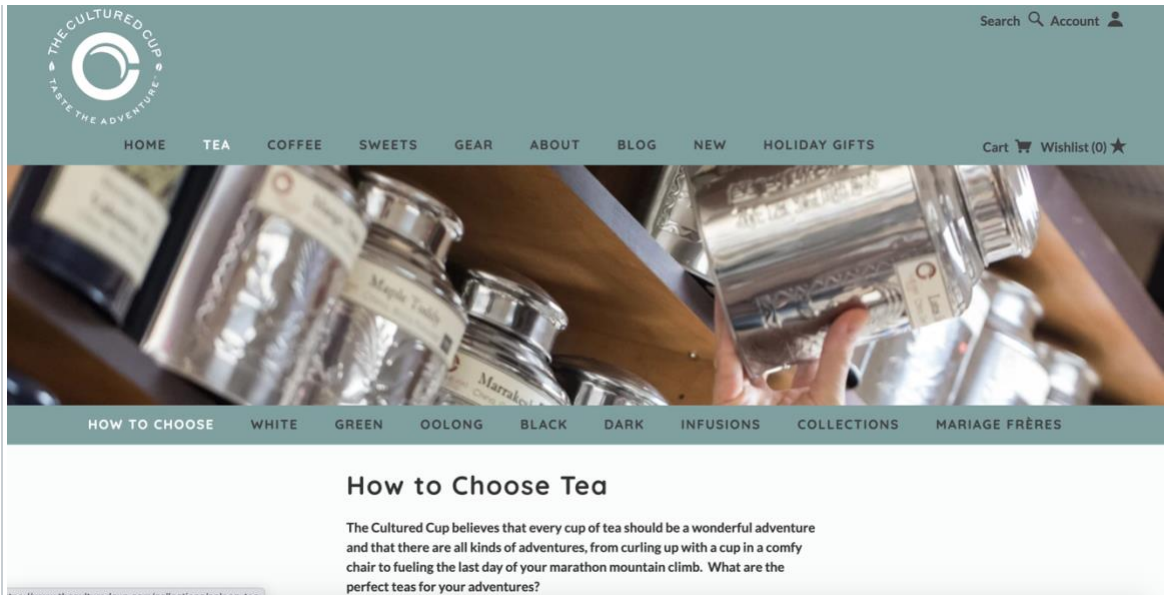 THE CULTURED CUP
TASTE THE ADVENTURE
Search Account
HOME TEA COFFEE SWEETS GEAR ABOUT BLOG NEW HOLIDAY GIFTS
Cart Wishlist (0)
Maple Toddy
HOW TO CHOOSE WHITE GREEN OOLONG BLACK DARK INFUSIONS COLLECTIONS MARIAGE FRÈRES
How to Choose Tea
The Cultured Cup believes that every cup of tea should be a wonderful adventure
and that there are all kinds of adventures, from curling up with a cup in a comfy
chair to fueling the last day of your marathon mountain climb. What are the
perfect teas for your adventures?